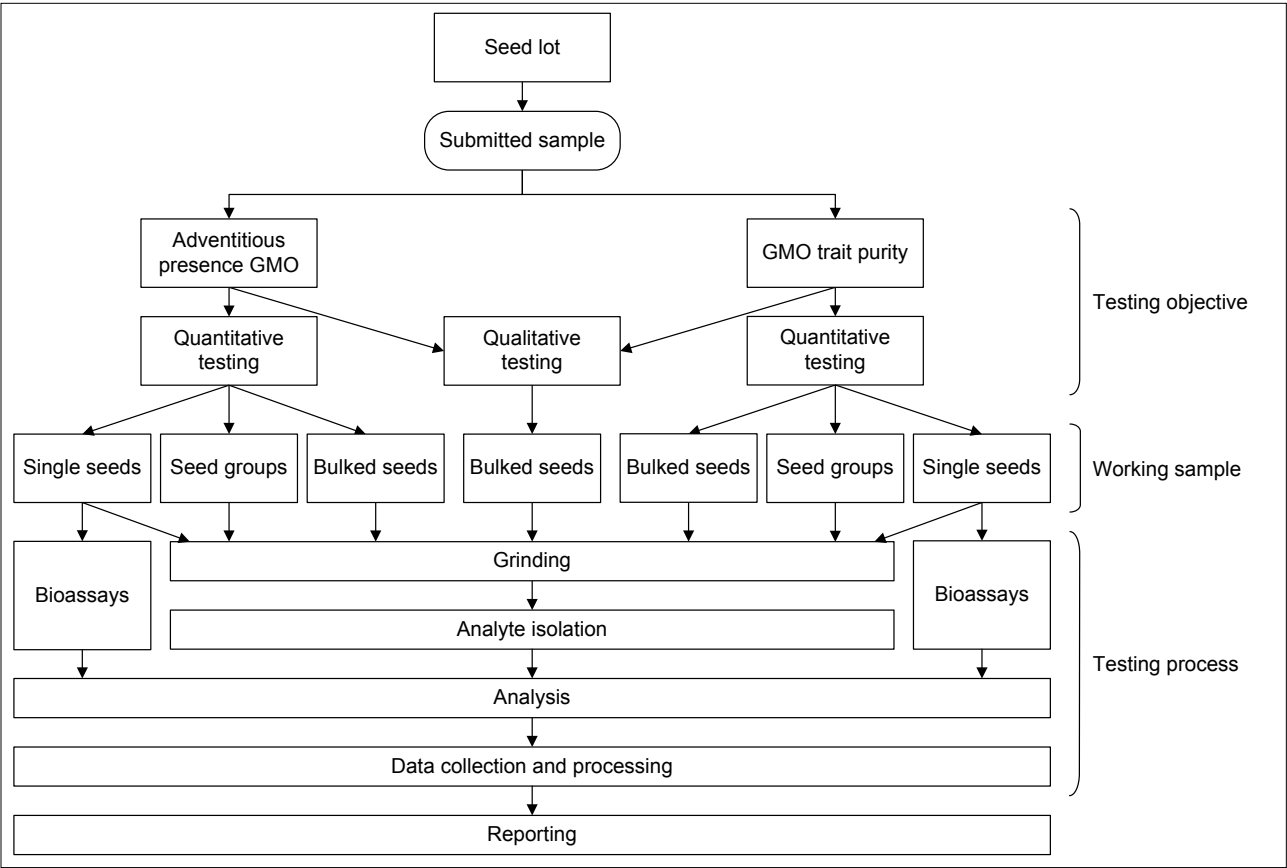 Seed lot
Submitted sample
Adventitious
presence GMO
GMO trait purity
Testing objective
Quantitative
testing
Qualitative
testing
Quantitative
testing
Single seeds
Seed groups
Bulked seeds
Bulked seeds
Bulked seeds
Seed groups
Single seeds
Working sample
Bioassays
Grinding
Bioassays
Analyte isolation
Testing process
Analysis
Data collection and processing
Reporting